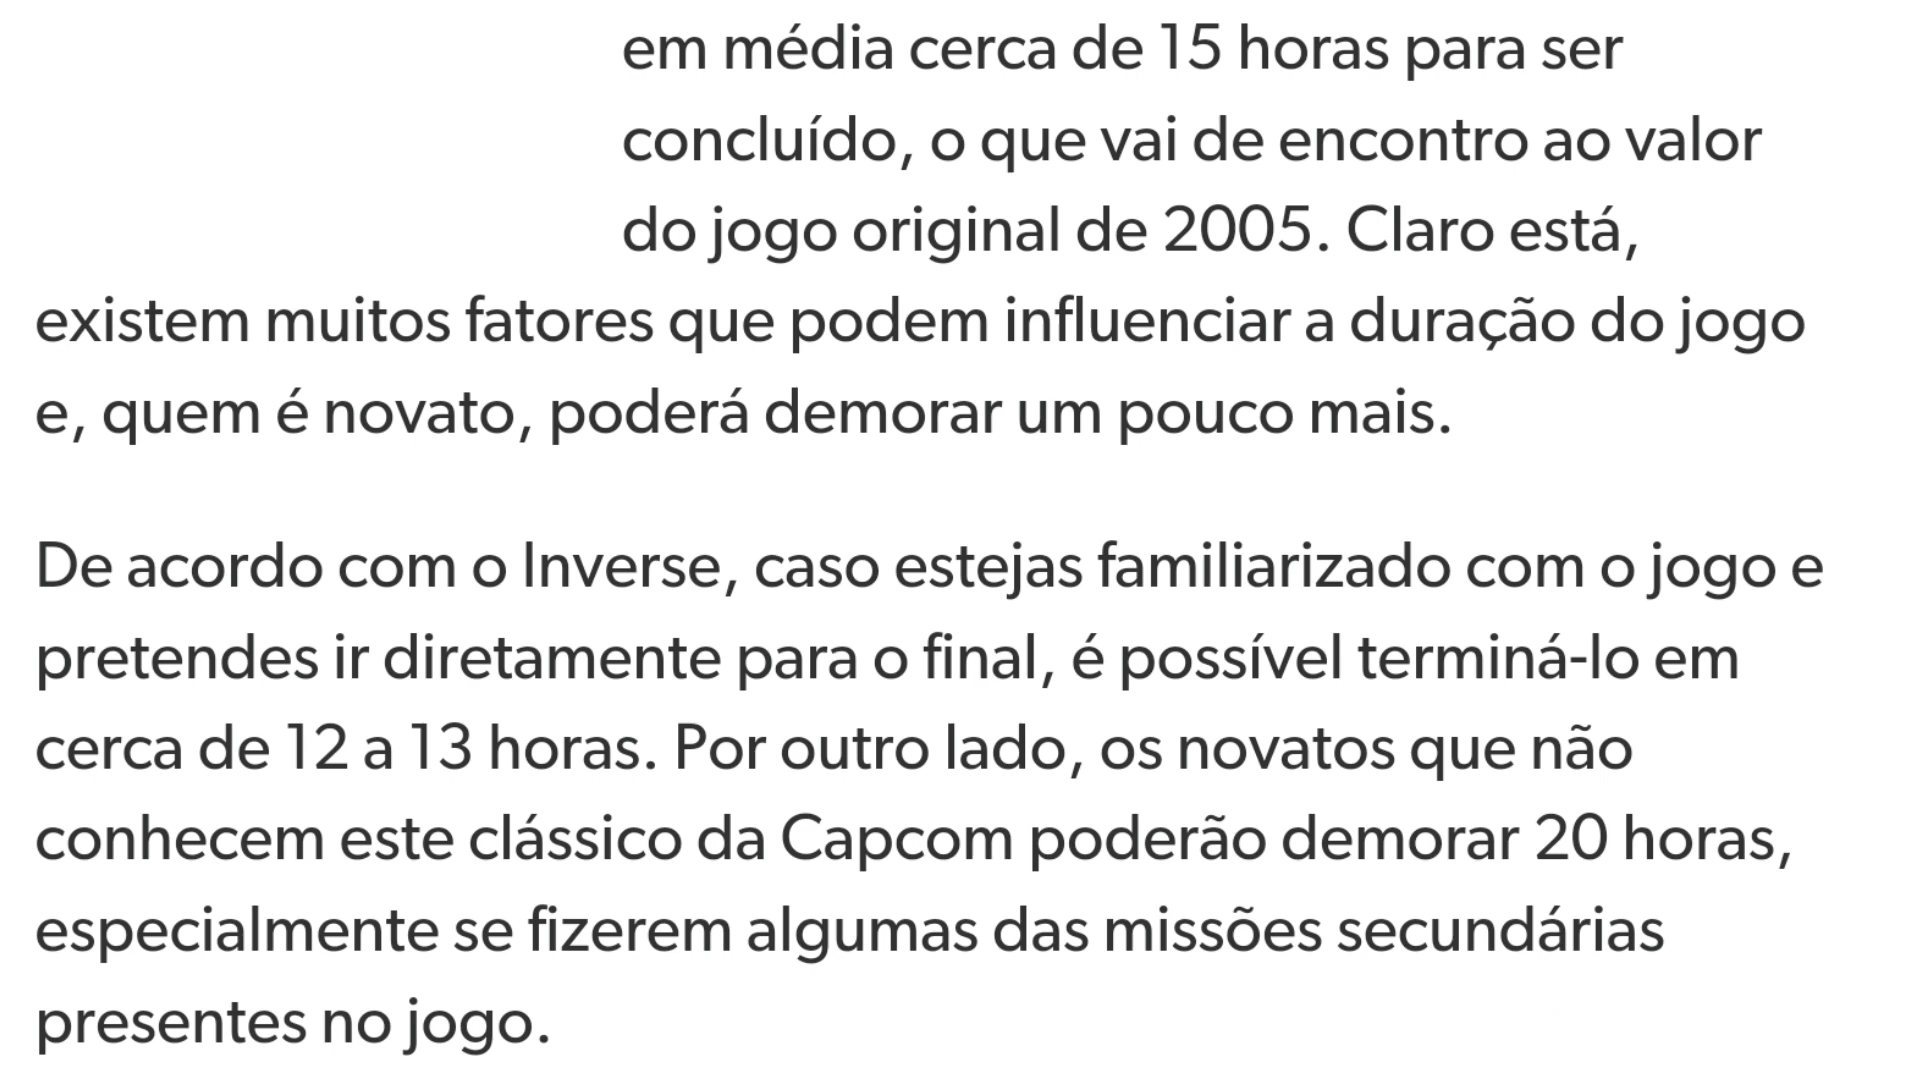 em média cerca de 15 horas para ser
concluído, o que vai de encontro ao valor
do jogo original de 2005. Claro está,
existem muitos fatores que podem influenciar a duração do jogo
e, quem é novato, poderá demorar um pouco mais.
De acordo com o Inverse, caso estejas familiarizado com o jogo e
pretendes ir diretamente para o final, é possível terminá-lo em
cerca de 12 a 13 horas. Por outro lado, os novatos que não
conhecem este clássico da Capcom poderão demorar 20 horas,
especialmente se fizerem algumas das missões secundárias
presentes no jogo.